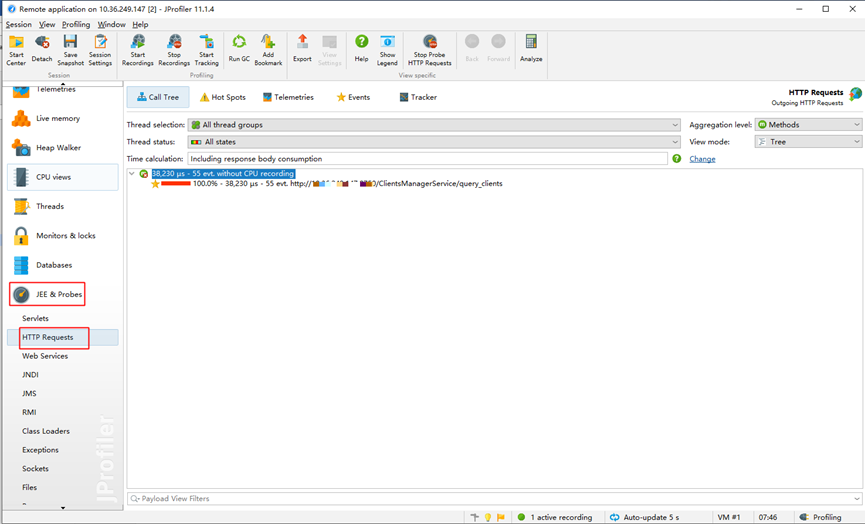 Remote application on 10.36.249.147 [2] - JProfiler 11.1.4
Session View Profiling Window Help
Start Center
Detach
Save Snapshot
Session Settings
Start Recordings
Stop Recordings
Start Tracking
Run GC
Add Bookmark
Export
View Settings
Help
Show Legend
Stop Probe HTTP Requests
Back
Forward
Analyze
Session
Profiling
View specific
Telemetries
Live memory
Heap Walker
CPU views
Threads
Monitors & locks
Databases
JEE & Probes
Servlets
HTTP Requests
Web Services
JNDI
JMS
RMI
Class Loaders
Exceptions
Sockets
Files
JProfiler
Call Tree
Hot Spots
Telemetries
Events
Tracker
HTTP Requests
Outgoing HTTP Requests
Thread selection: All thread groups
Aggregation level: Methods
Thread status: All states
View mode: Tree
Time calculation: Including response body consumption
Change
38,230 µs - 55 evt. without CPU recording
100.0% - 38,230 µs - 55 evt. http:// /ClientsManagerService/query_clients
Payload View Filters
1 active recording
Auto-update 5 s
VM #1
07:46
Profiling